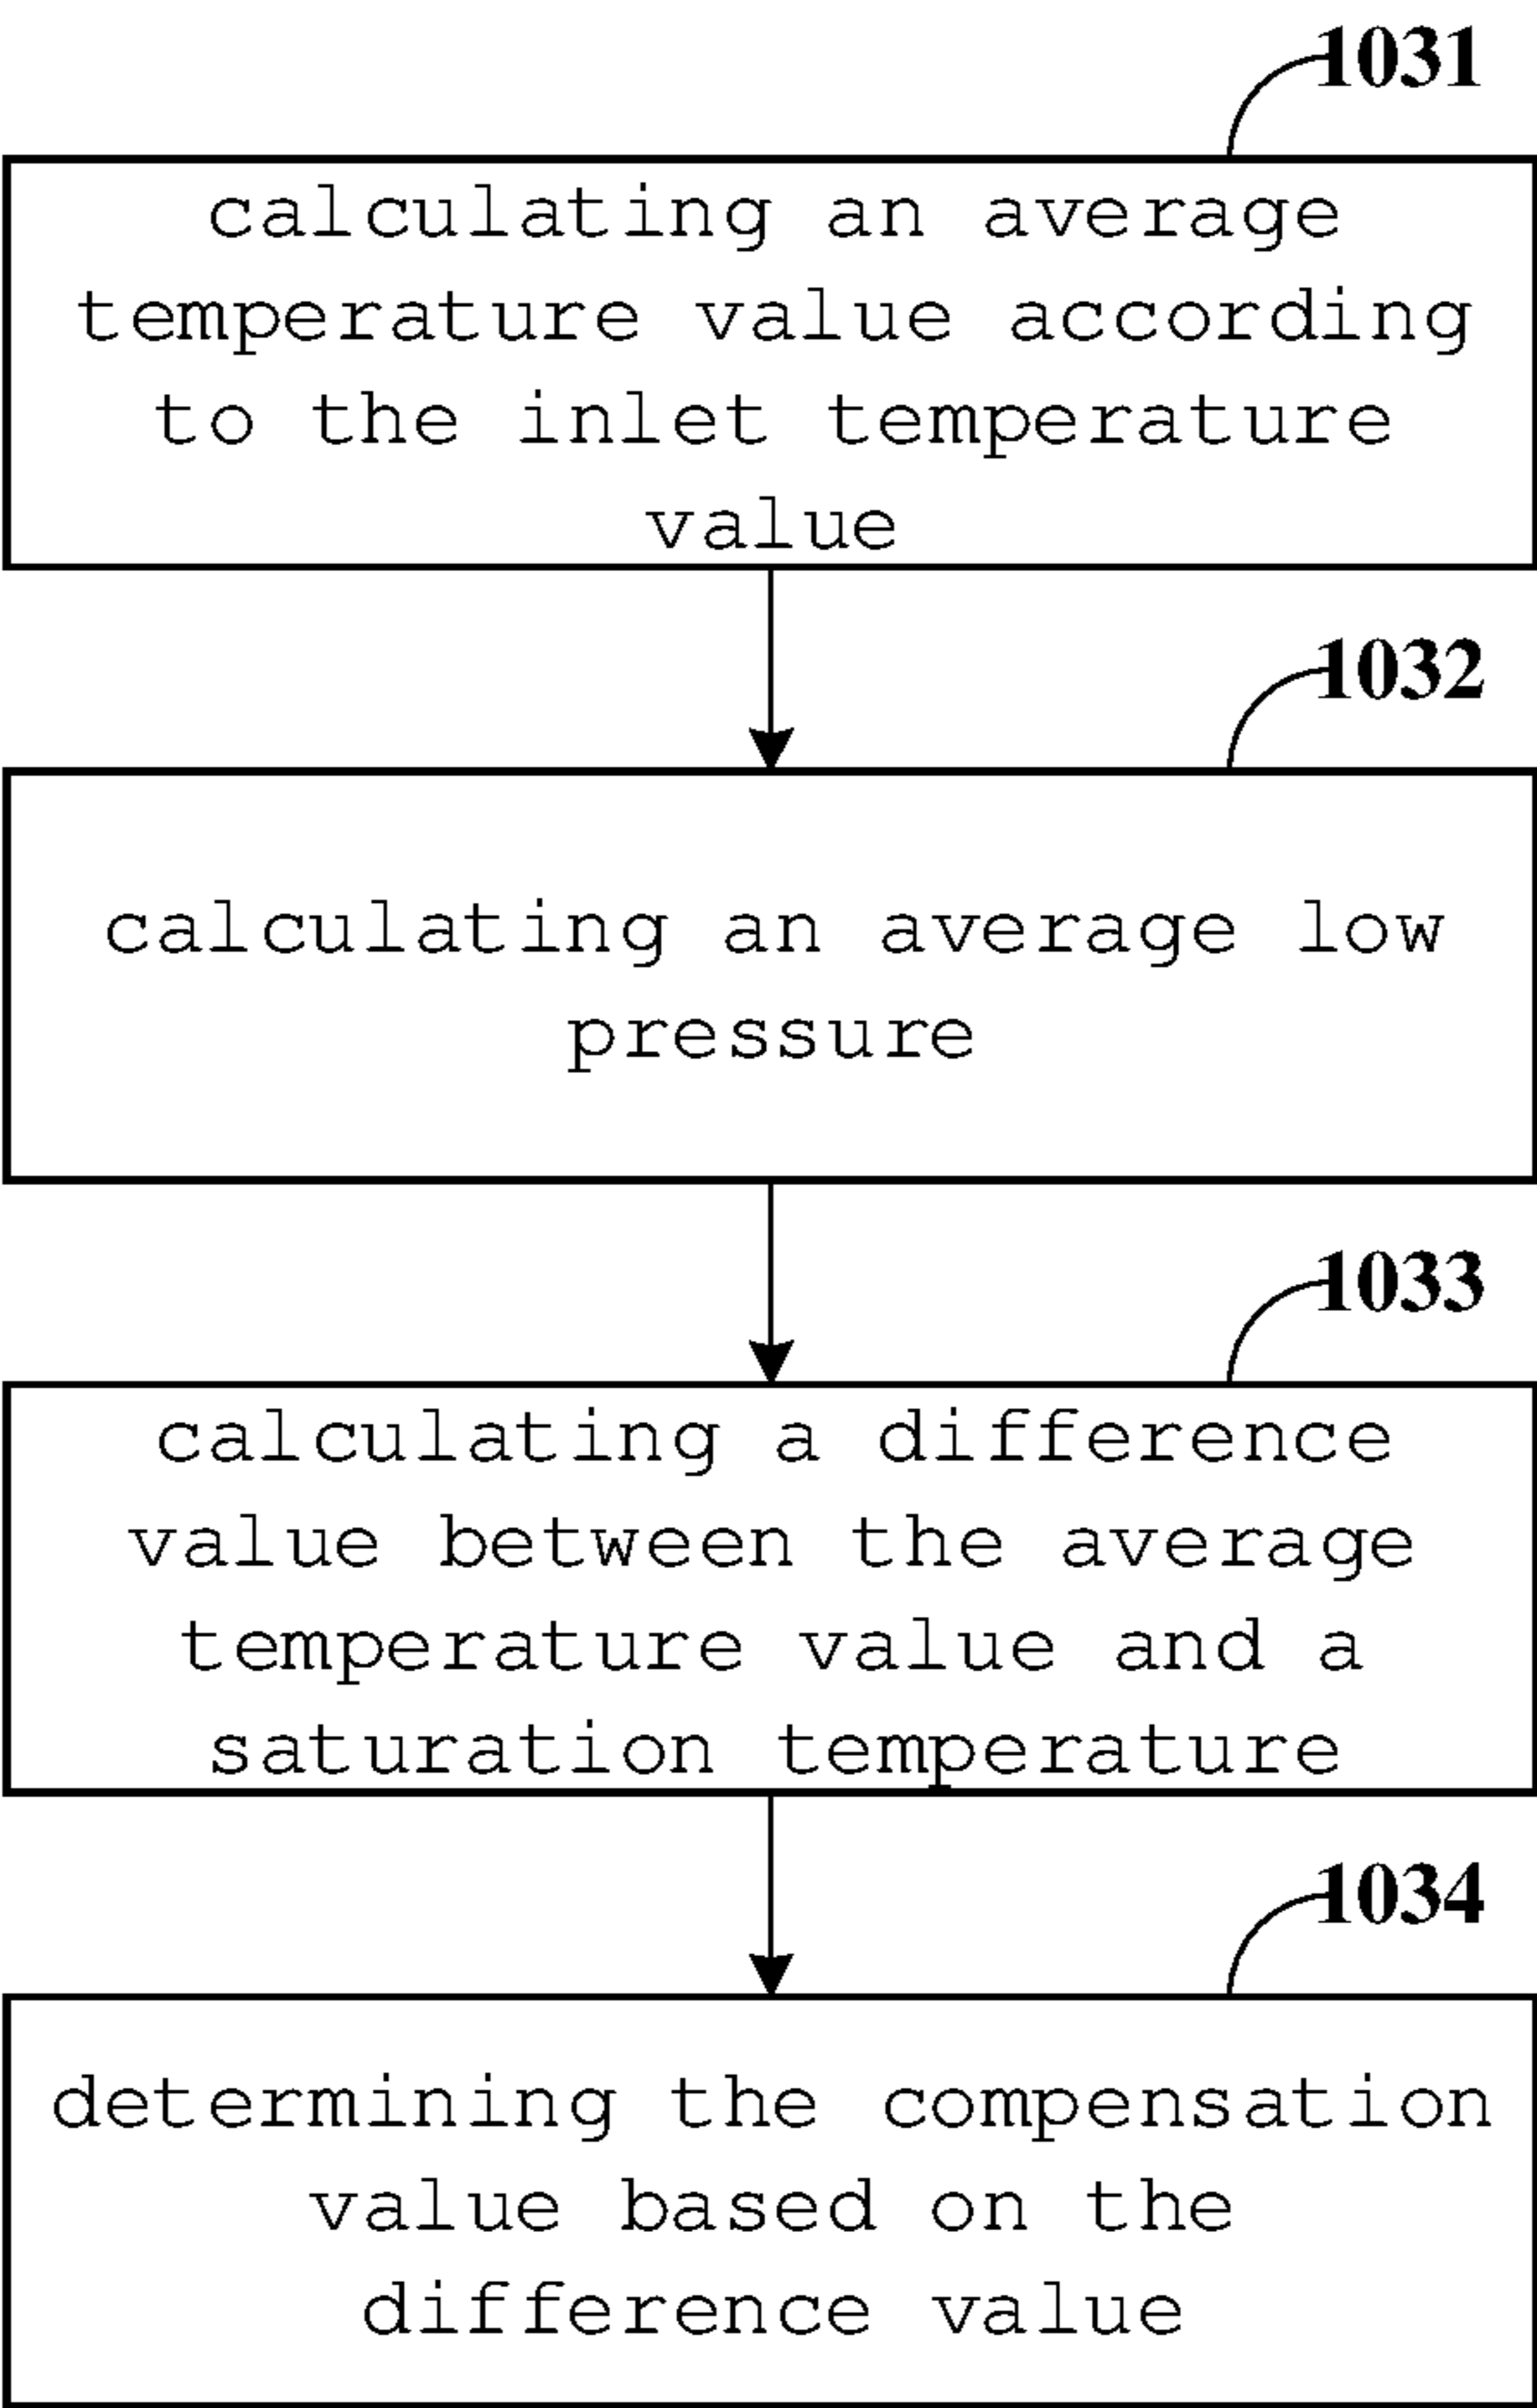 1031
calculating an average
temperature value according
to the inlet temperature
value
1032
calculating an average low
pressure
1033
calculating a difference
value between the average
temperature value and a
saturation temperature
1034
determining the compensation
value based on the
difference value